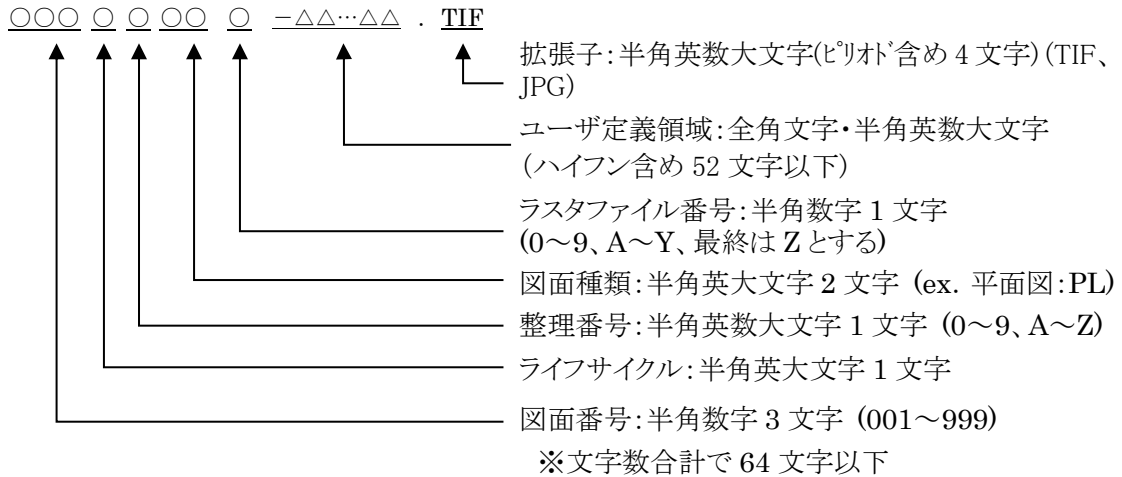 ○○○ ○ ○ ○○ ○ －△△…△△ . TIF
拡張子：半角英数大文字(ﾋﾟﾘｵﾄﾞ含め 4 文字) (TIF、
JPG)
ユーザ定義領域：全角文字・半角英数大文字
（ハイフン含め 52 文字以下）
ラスタファイル番号：半角数字 1 文字
(0～9、A～Y、最終は Z とする)
図面種類：半角英大文字 2 文字 (ex. 平面図：PL)
整理番号：半角英数大文字 1 文字 (0～9、A～Z)
ライフサイクル：半角英大文字 1 文字
図面番号：半角数字 3 文字 (001～999)
※文字数合計で 64 文字以下